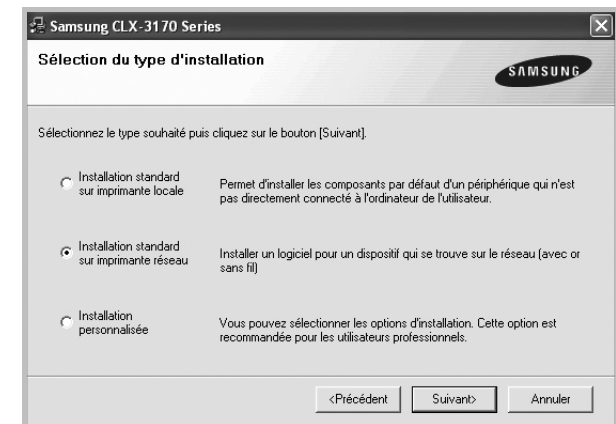 Samsung CLX-3170 Series
Sélection du type d'installation
SAMSUNG
Sélectionnez le type souhaité puis cliquez sur le bouton [Suivant].
Installation standard
sur imprimante locale
Permet d'installer les composants par défaut d'un périphérique qui n'est
pas directement connecté à l'ordinateur de l'utilisateur.
Installation standard
sur imprimante réseau
Installer un logiciel pour un dispositif qui se trouve sur le réseau (avec or
sans fil)
Installation
personnalisée
Vous pouvez sélectionner les options d'installation. Cette option est
recommandée pour les utilisateurs professionnels.
<Précédent
Suivant>
Annuler